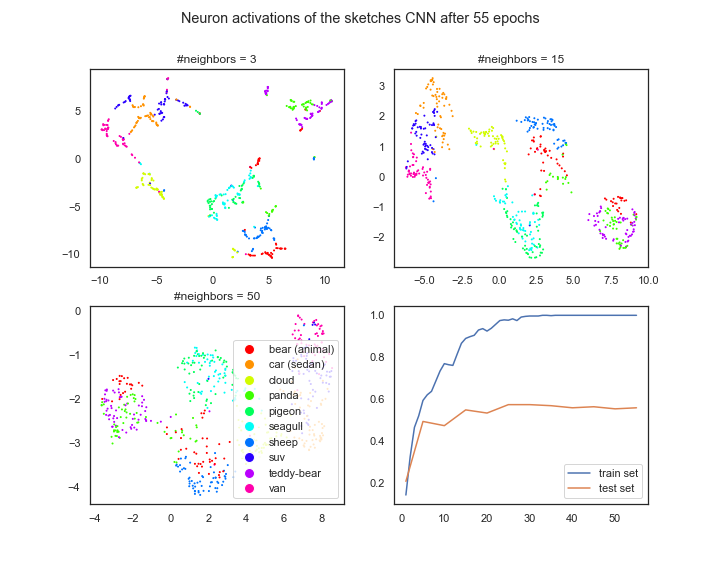 Neuron activations of the sketches CNN after 55 epochs
#neighbors = 3
5
0
−5
−10
−10 −5 0 5 10
#neighbors = 15
3
2
1
0
−1
−2
−5.0 −2.5 0.0 2.5 5.0 7.5 10.0
#neighbors = 50
0
−1
−2
−3
−4
−4 −2 0 2 4 6 8
bear (animal)
car (sedan)
cloud
panda
pigeon
seagull
sheep
suv
teddy-bear
van
1.0
0.8
0.6
0.4
0.2
0 10 20 30 40 50
train set
test set